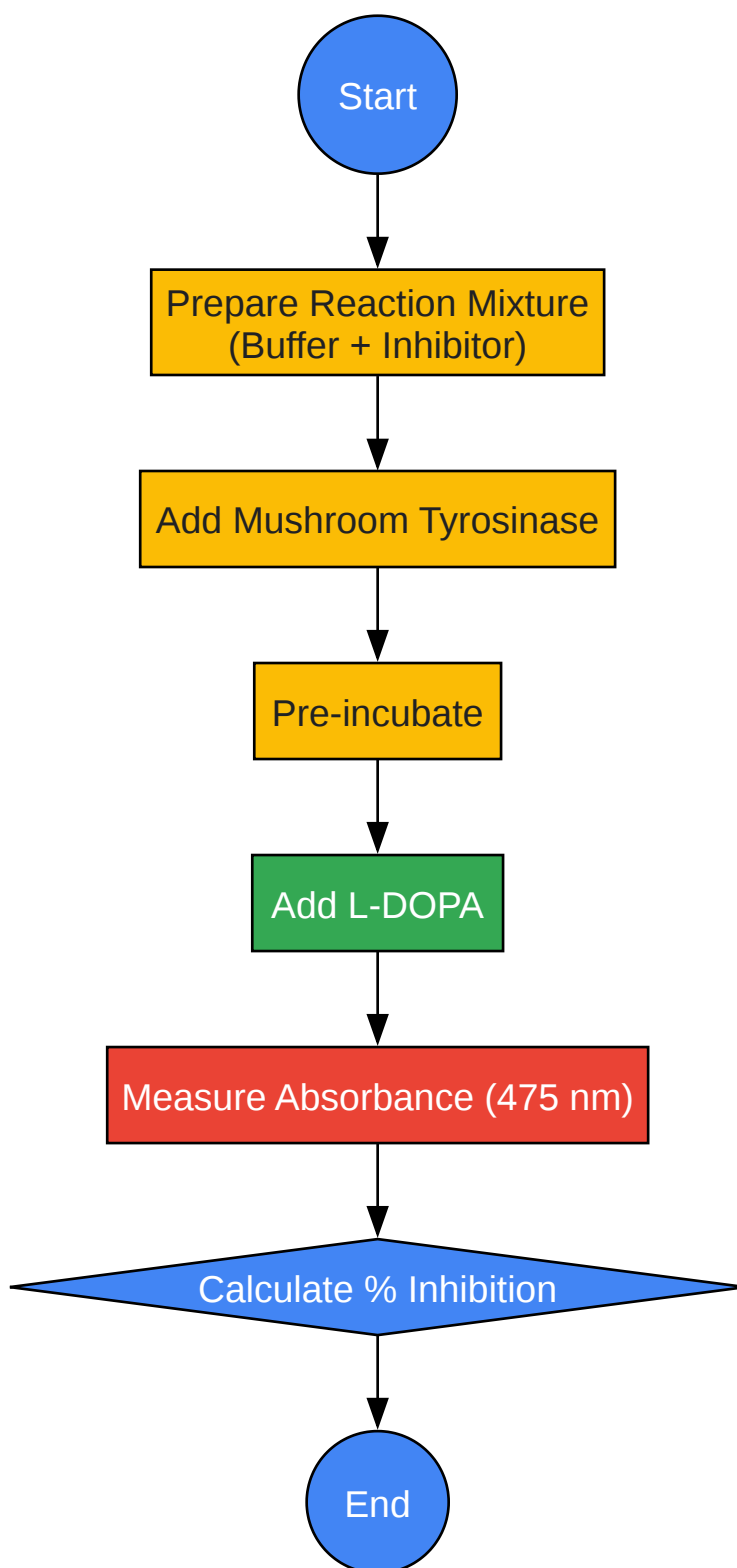 Start
Prepare Reaction Mixture
(Buffer + Inhibitor)
Add Mushroom Tyrosinase
Pre-incubate
Add L-DOPA
Measure Absorbance (475 nm)
Calculate % Inhibition
End